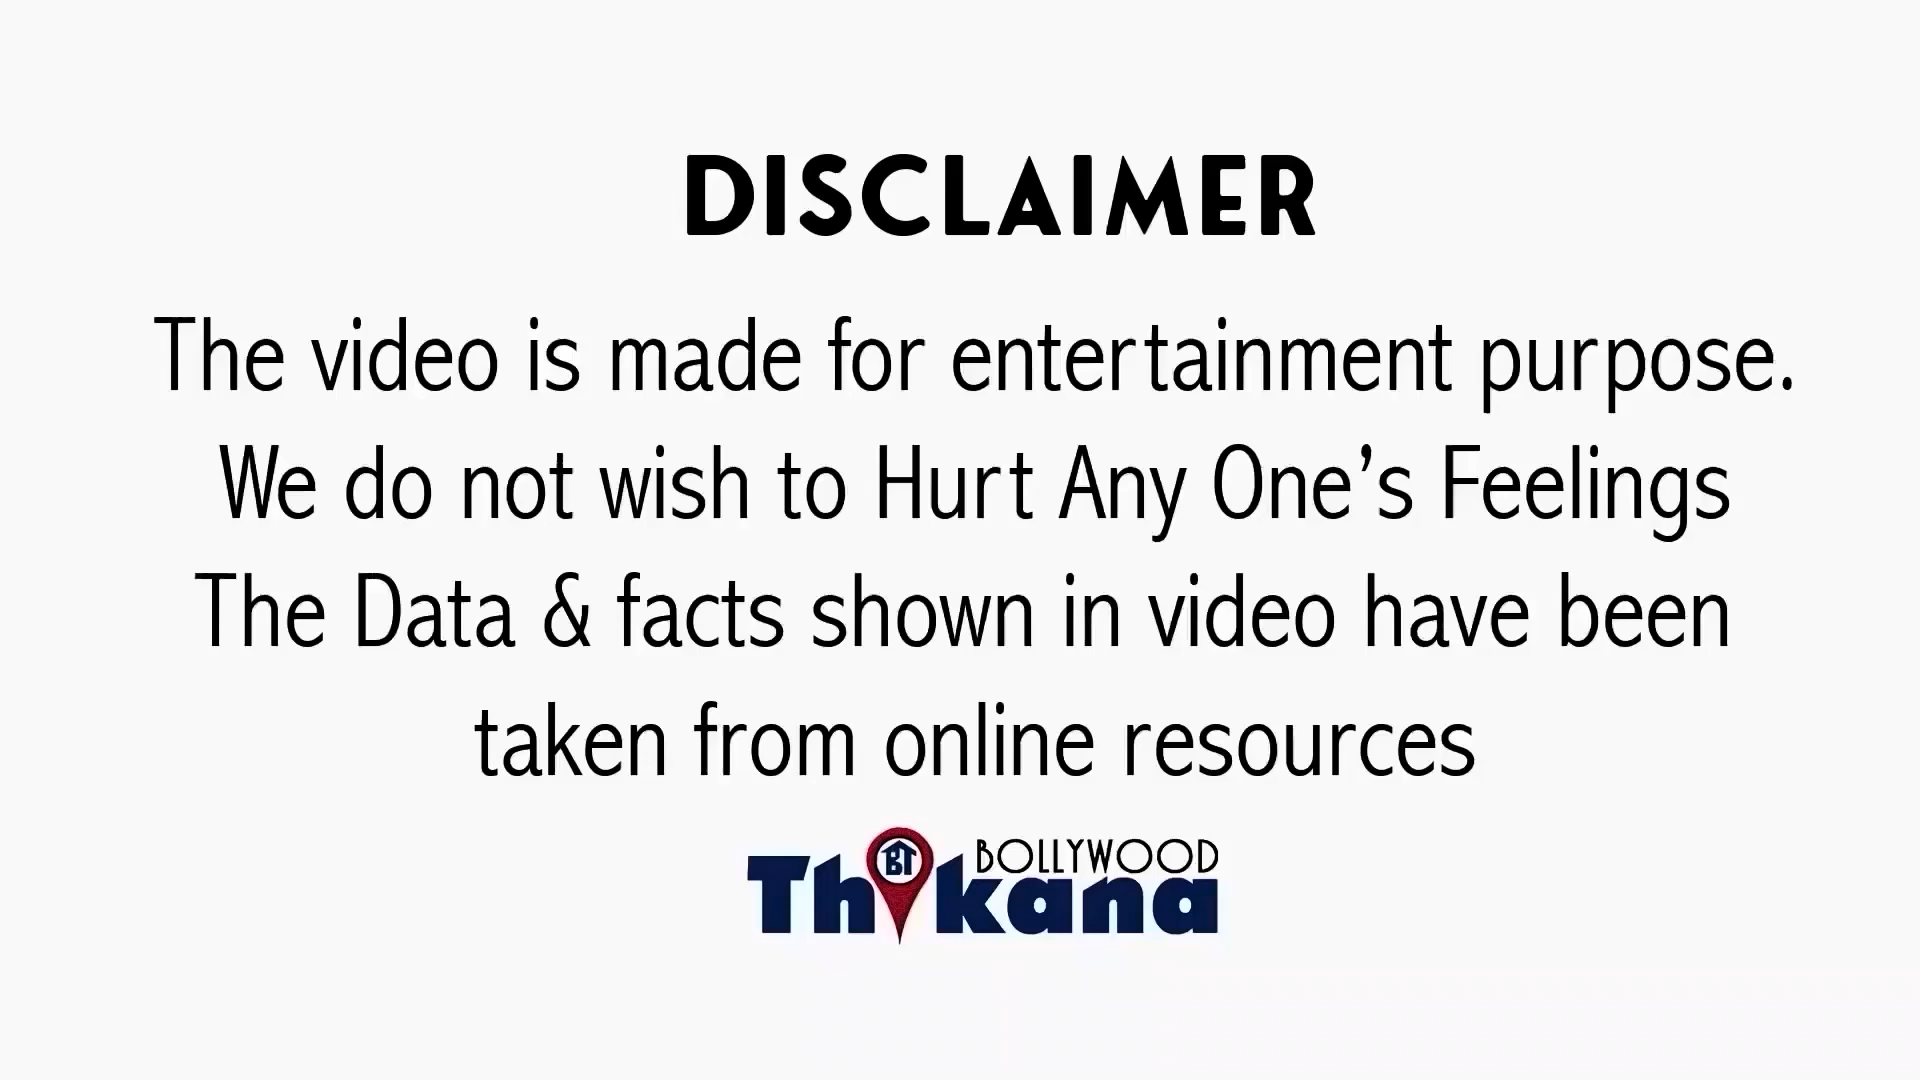 DISCLAIMER
The video is made for entertainment purpose.
We do not wish to Hurt Any One’s Feelings
The Data & facts shown in video have been
taken from online resources
BOLLYWOOD
BT
Thikana